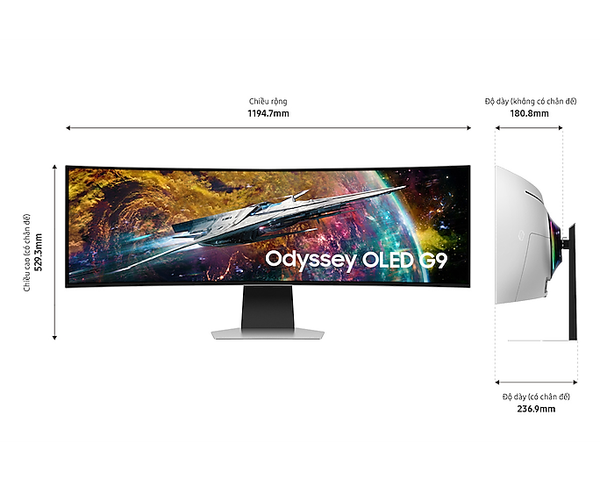 Chiều rộng
1194.7mm
Độ dày (không có chân đế)
180.8mm
Chiều cao (có chân đế)
529.3mm
Odyssey OLED G9
Độ dày (có chân đế)
236.9mm